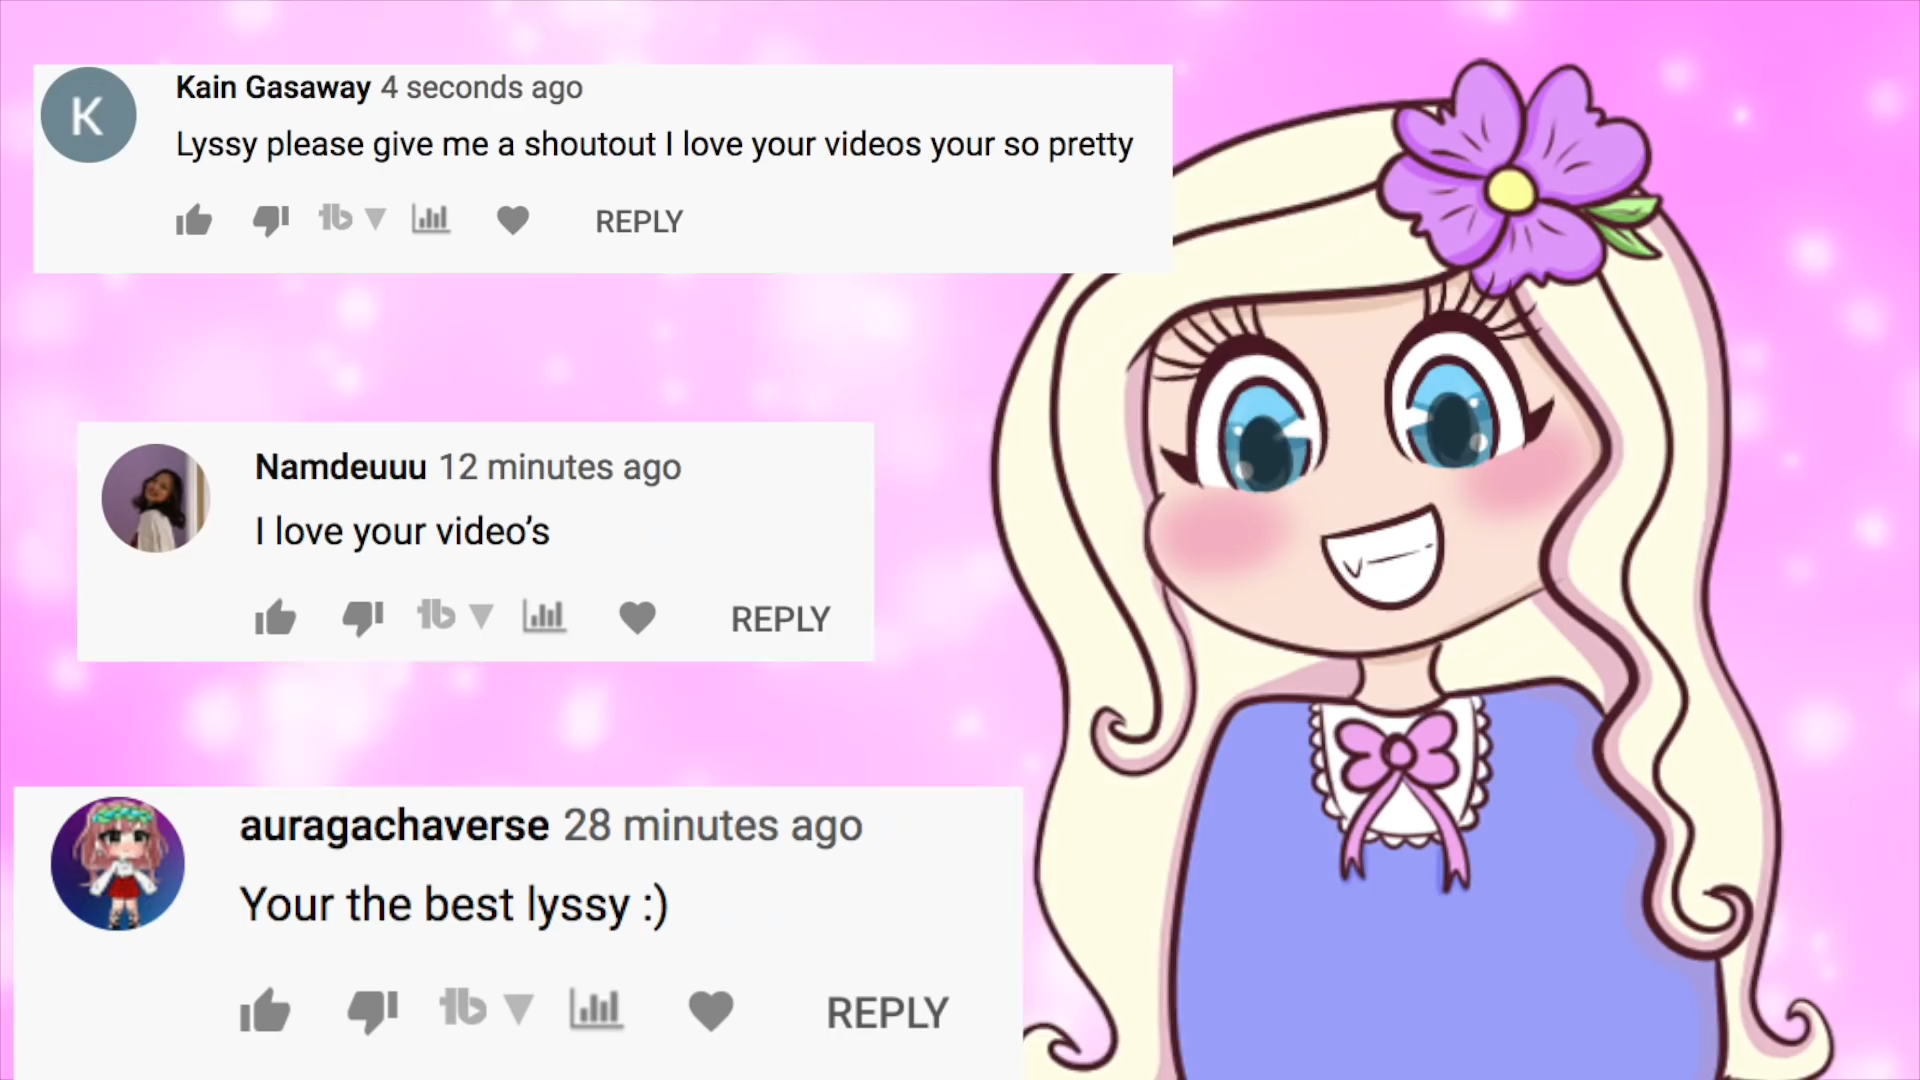 K
Kain Gasaway 4 seconds ago
Lyssy please give me a shoutout I love your videos your so pretty
REPLY
Namdeuuu 12 minutes ago
I love your video’s
REPLY
auragachaverse 28 minutes ago
Your the best lyssy :)
REPLY